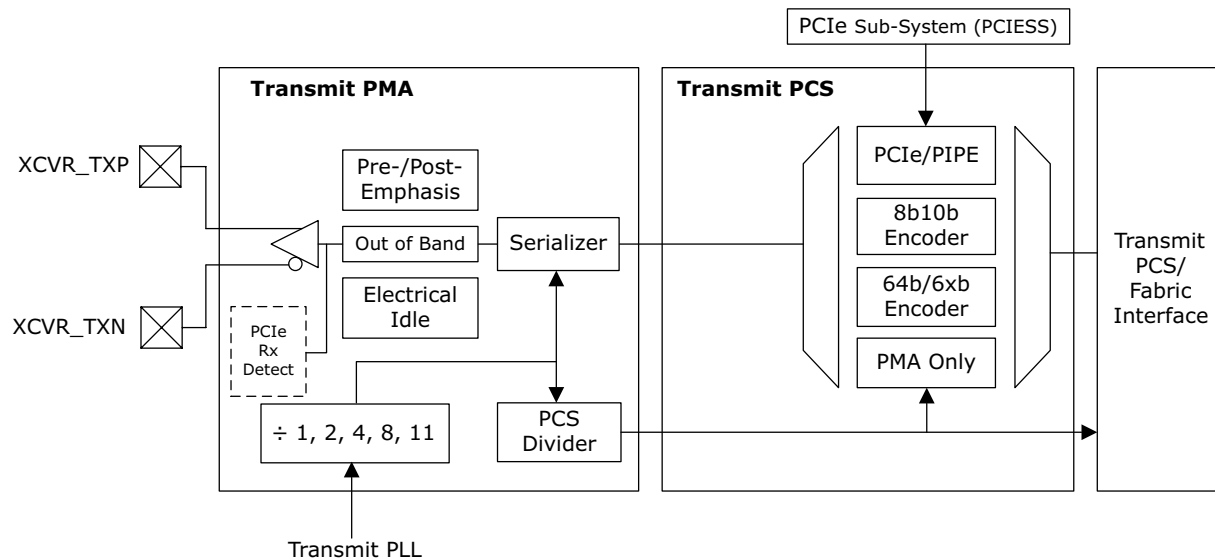 PCIe Sub-System (PCIESS)
Transmit PMA
Transmit PCS
XCVR_TXP
XCVR_TXN
Pre-/Post-
Emphasis
Out of Band
Serializer
Electrical
Idle
PCIe
Rx
Detect
÷ 1, 2, 4, 8, 11
PCS
Divider
Transmit PLL
PCIe/PIPE
8b10b
Encoder
64b/6xb
Encoder
PMA Only
Transmit
PCS/
Fabric
Interface